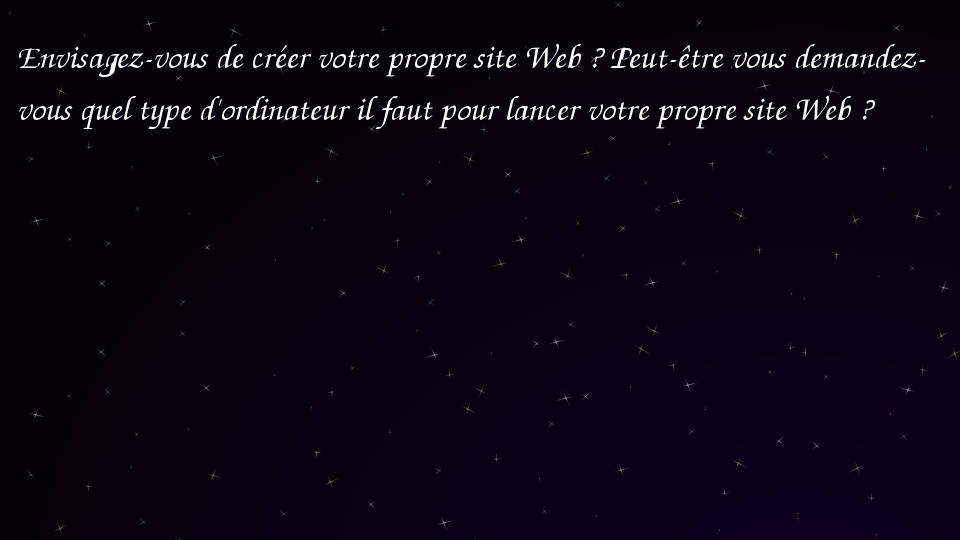 Envisagez-vous de créer votre propre site Web ? Peut-être vous demandez-
vous quel type d'ordinateur il faut pour lancer votre propre site Web ?